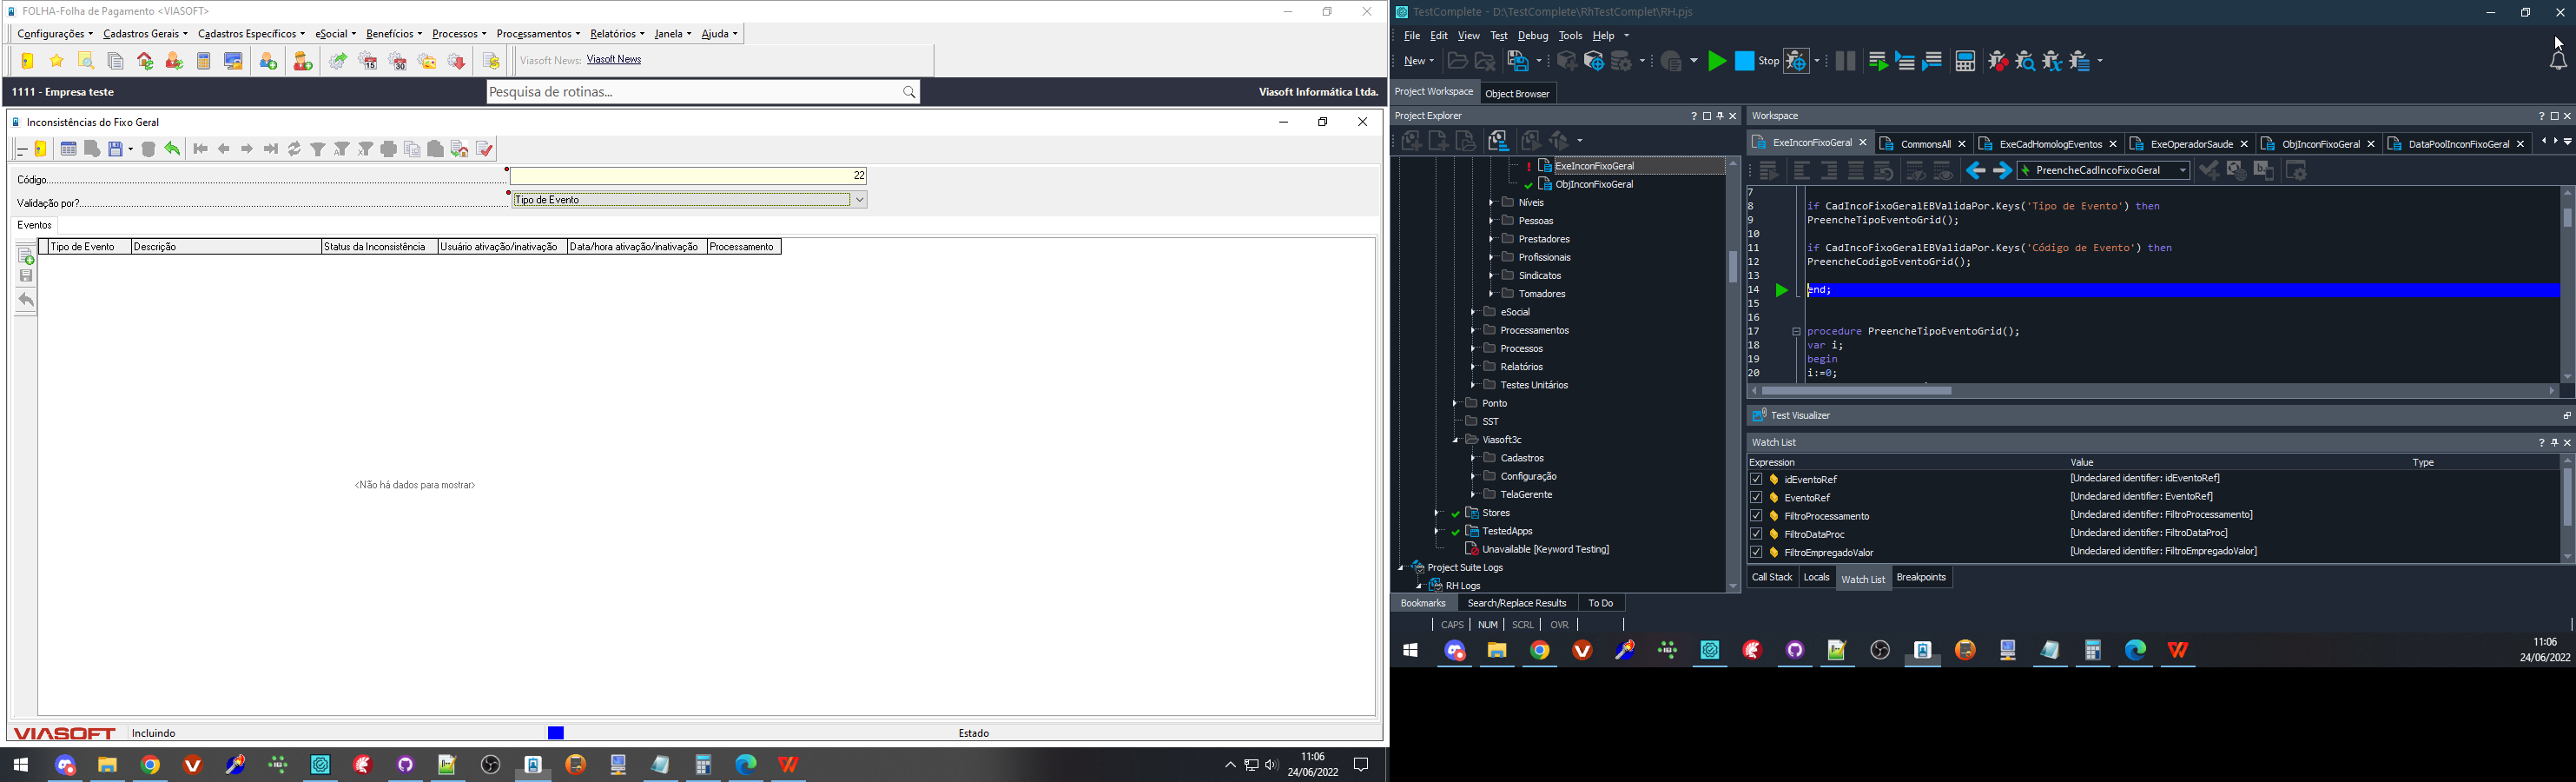 FOLHA-Folha de Pagamento <VIASOFT>
Configurações Cadastros Gerais Cadastros Específicos eSocial Benefícios Processos Processamentos Relatórios Janela Ajuda
Viasoft News: Viasoft News
1111 - Empresa teste
Pesquisa de rotinas...
Viasoft Informática Ltda.
Inconsistências do Fixo Geral
Código
22
Validação por?
Tipo de Evento
Eventos
Tipo de Evento Descrição Status da Inconsistência Usuário ativação/inativação Data/hora ativação/inativação Processamento
<Não há dados para mostrar>
VIASOFT Incluindo Estado
11:06
24/06/2022
TestComplete - D:\TestComplete\RhTestComplet\RH.pjs
File Edit View Test Debug Tools Help
New Stop
Project Workspace Object Browser
Project Explorer
ExeInconFixoGeral
ObjInconFixoGeral
Níveis
Pessoas
Prestadores
Profissionais
Sindicatos
Tomadores
eSocial
Processamentos
Processos
Relatórios
Testes Unitários
Ponto
SST
Viasoft3c
Cadastros
Configuração
TelaGerente
Stores
TestedApps
Unavailable [Keyword Testing]
Project Suite Logs
RH Logs
Bookmarks Search/Replace Results To Do
CAPS NUM SCRL OVR
Workspace
ExeInconFixoGeral CommonsAll ExeCadHomologEventos ExeOperadorSaude ObjInconFixoGeral DataPoolInconFixoGeral
PreencheCadIncoFixoGeral
7
8 if CadIncoFixoGeralEBValidaPor.Keys('Tipo de Evento') then
9 PreencheTipoEventoGrid();
10
11 if CadIncoFixoGeralEBValidaPor.Keys('Código de Evento') then
12 PreencheCodigoEventoGrid();
13
14 end;
15
16
17 procedure PreencheTipoEventoGrid();
18 var i;
19 begin
20 i:=0;
Test Visualizer
Watch List
Expression Value Type
idEventoRef [Undeclared identifier: idEventoRef]
EventoRef [Undeclared identifier: EventoRef]
FiltroProcessamento [Undeclared identifier: FiltroProcessamento]
FiltroDataProc [Undeclared identifier: FiltroDataProc]
FiltroEmpregadoValor [Undeclared identifier: FiltroEmpregadoValor]
Call Stack Locals Watch List Breakpoints
11:06
24/06/2022